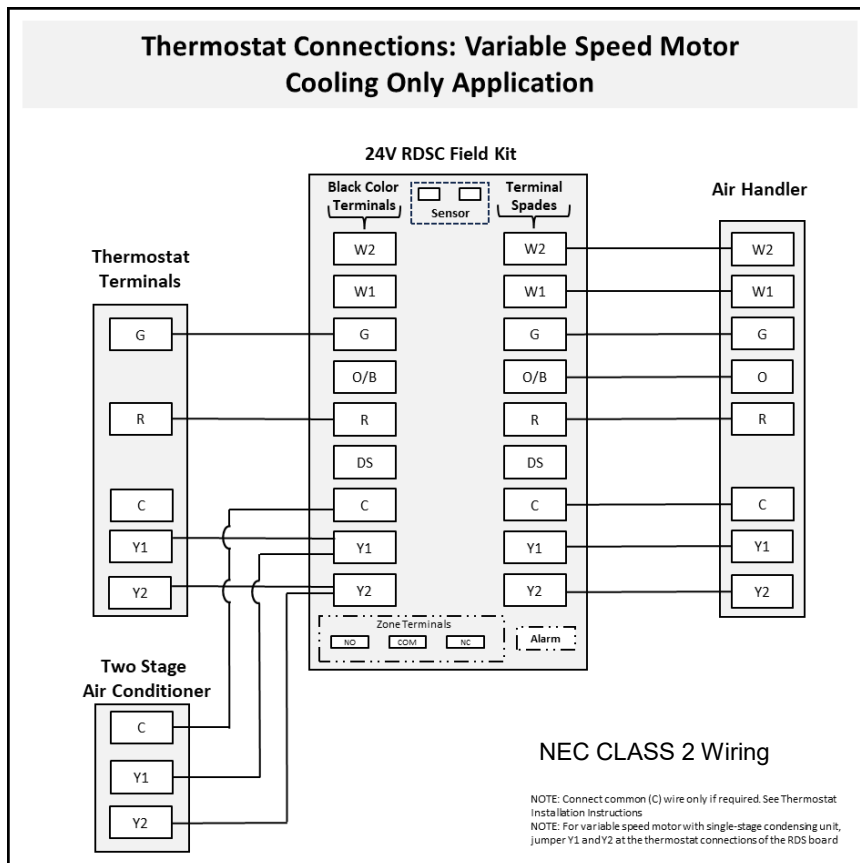 Thermostat Connections: Variable Speed Motor
Cooling Only Application
24V RDSC Field Kit
Black Color
Terminals
Sensor
Terminal
Spades
Air Handler
Thermostat
Terminals
W2
W2
W2
W1
W1
W1
G
G
G
G
O/B
O/B
O
R
R
R
R
DS
DS
C
C
C
C
Y1
Y1
Y1
Y1
Y2
Y2
Y2
Y2
Zone Terminals
NO
COM
NC
Alarm
Two Stage
Air Conditioner
C
Y1
Y2
NEC CLASS 2 Wiring
NOTE: Connect common (C) wire only if required. See Thermostat
Installation Instructions
NOTE: For variable speed motor with single-stage condensing unit,
jumper Y1 and Y2 at the thermostat connections of the RDS board